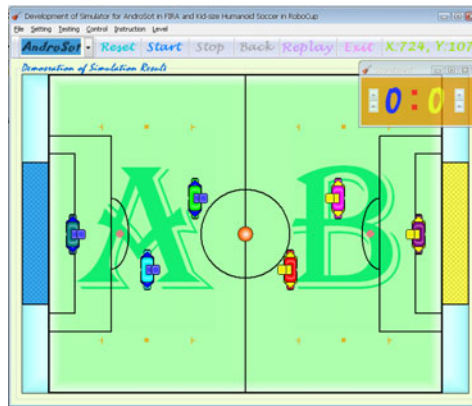 Development of Simulator for AndroSot in FIRA and Kid-size Humanoid Soccer in RoboCup
File Setting Testing Control Instruction Level
AndroSot Reset Start Stop Back Replay Exit X:724, Y:107
Demostration of Simulation Results
0 : 0
A B